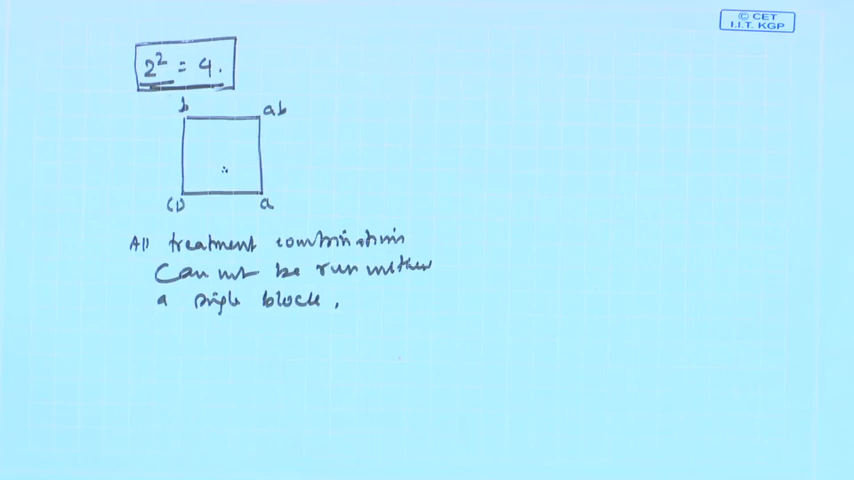 © CET
I.I.T. KGP
2² = 4.
b ab
(1) a
All treatment combinations
Can not be run within
a single block.